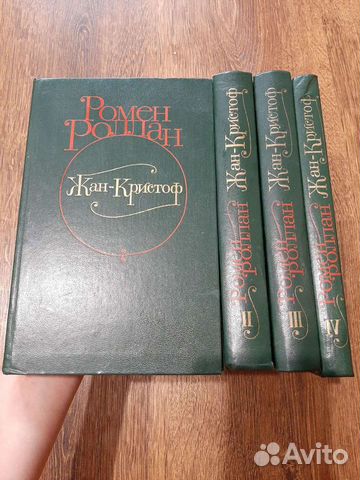 Ромен
Роллан
Жан-Кристоф
Ромен
Роллан
Жан-Кристоф
II
Ромен
Роллан
Жан-Кристоф
III
Ромен
Роллан
Жан-Кристоф
IV
Avito